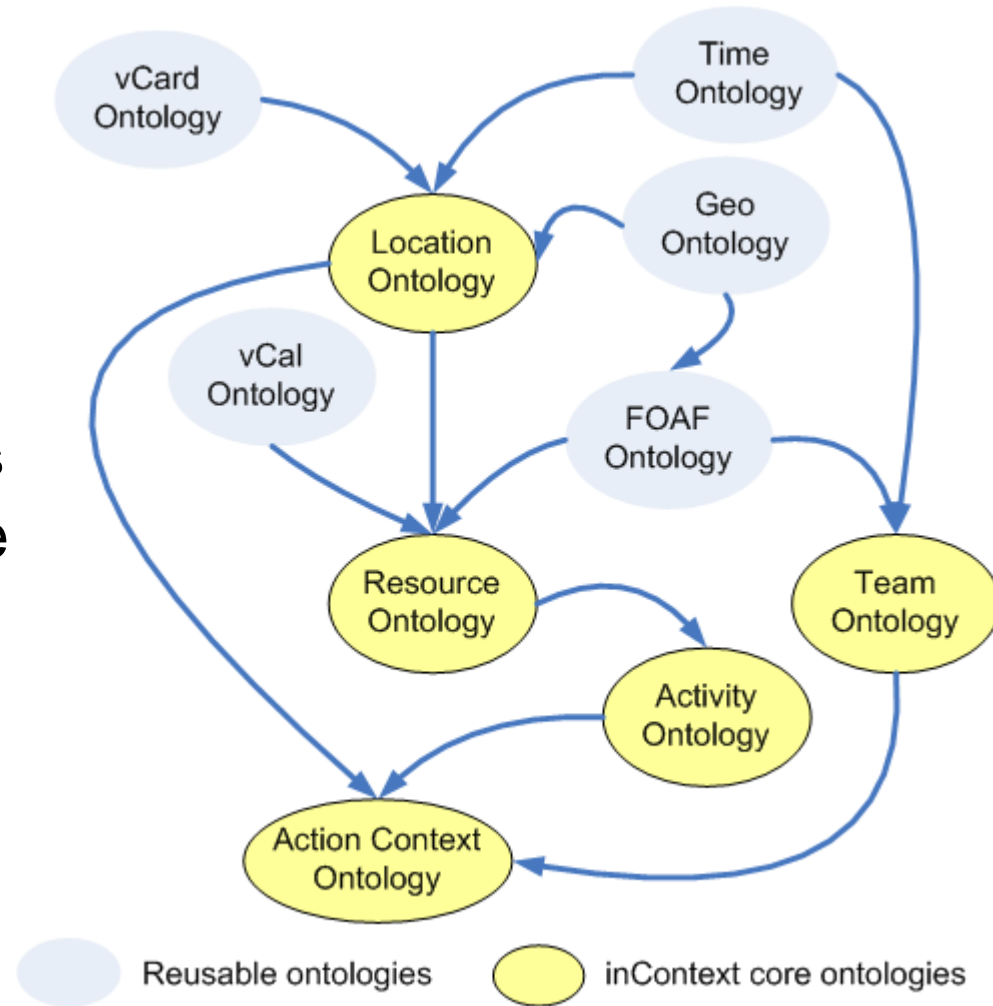 vCard
Ontology
Time
Ontology
Geo
Ontology
Location
Ontology
vCal
Ontology
FOAF
Ontology
Resource
Ontology
Team
Ontology
Activity
Ontology
Action Context
Ontology
s
e
Reusable ontologies
inContext core ontologies